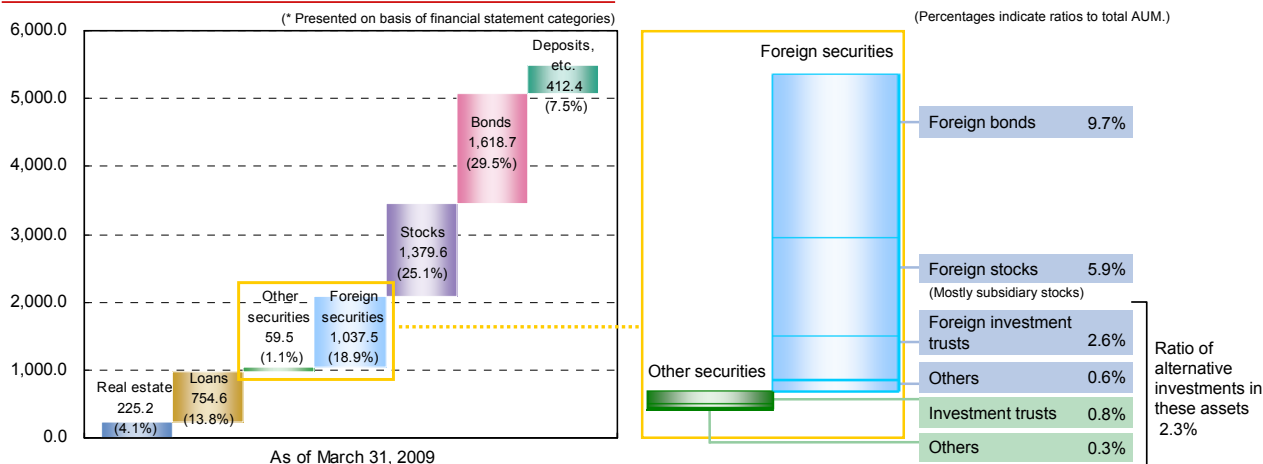 (* Presented on basis of financial statement categories)
6,000.0
5,000.0
4,000.0
3,000.0
2,000.0
1,000.0
0.0
Real estate
225.2
(4.1%)
Loans
754.6
(13.8%)
Other
securities
59.5
(1.1%)
Foreign
securities
1,037.5
(18.9%)
Stocks
1,379.6
(25.1%)
Bonds
1,618.7
(29.5%)
Deposits,
etc.
412.4
(7.5%)
As of March 31, 2009
(Percentages indicate ratios to total AUM.)
Foreign securities
Other securities
Foreign bonds 9.7%
Foreign stocks 5.9%
(Mostly subsidiary stocks)
Foreign investment
trusts 2.6%
Others 0.6%
Investment trusts 0.8%
Others 0.3%
Ratio of
alternative
investments in
these assets
2.3%